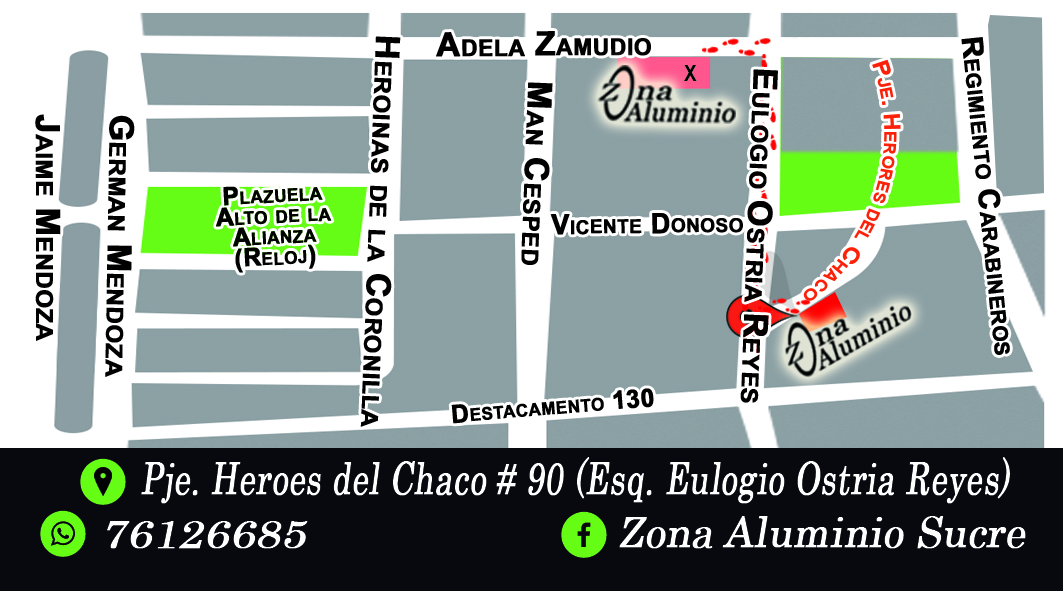 ADELA ZAMUDIO
X
Zona
Aluminio
JAIME MENDOZA
GERMAN MENDOZA
HEROINAS DE LA CORONILLA
MAN CESPED
EULOGIO OSTRIA REYES
PJE. HERORES DEL CHACO
REGIMIENTO CARABINEROS
PLAZUELA
ALTO DE LA
ALIANZA
(RELOJ)
VICENTE DONOSO
Zona
Aluminio
DESTACAMENTO 130
Pje. Heroes del Chaco # 90 (Esq. Eulogio Ostria Reyes)
76126685
Zona Aluminio Sucre